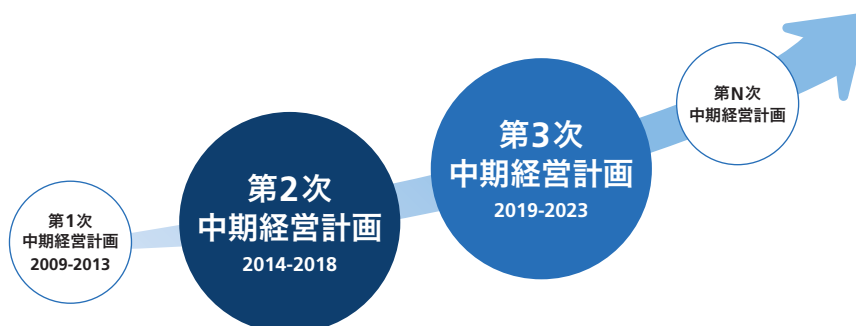 第1次
中期経営計画
2009-2013
第2次
中期経営計画
2014-2018
第3次
中期経営計画
2019-2023
第N次
中期経営計画